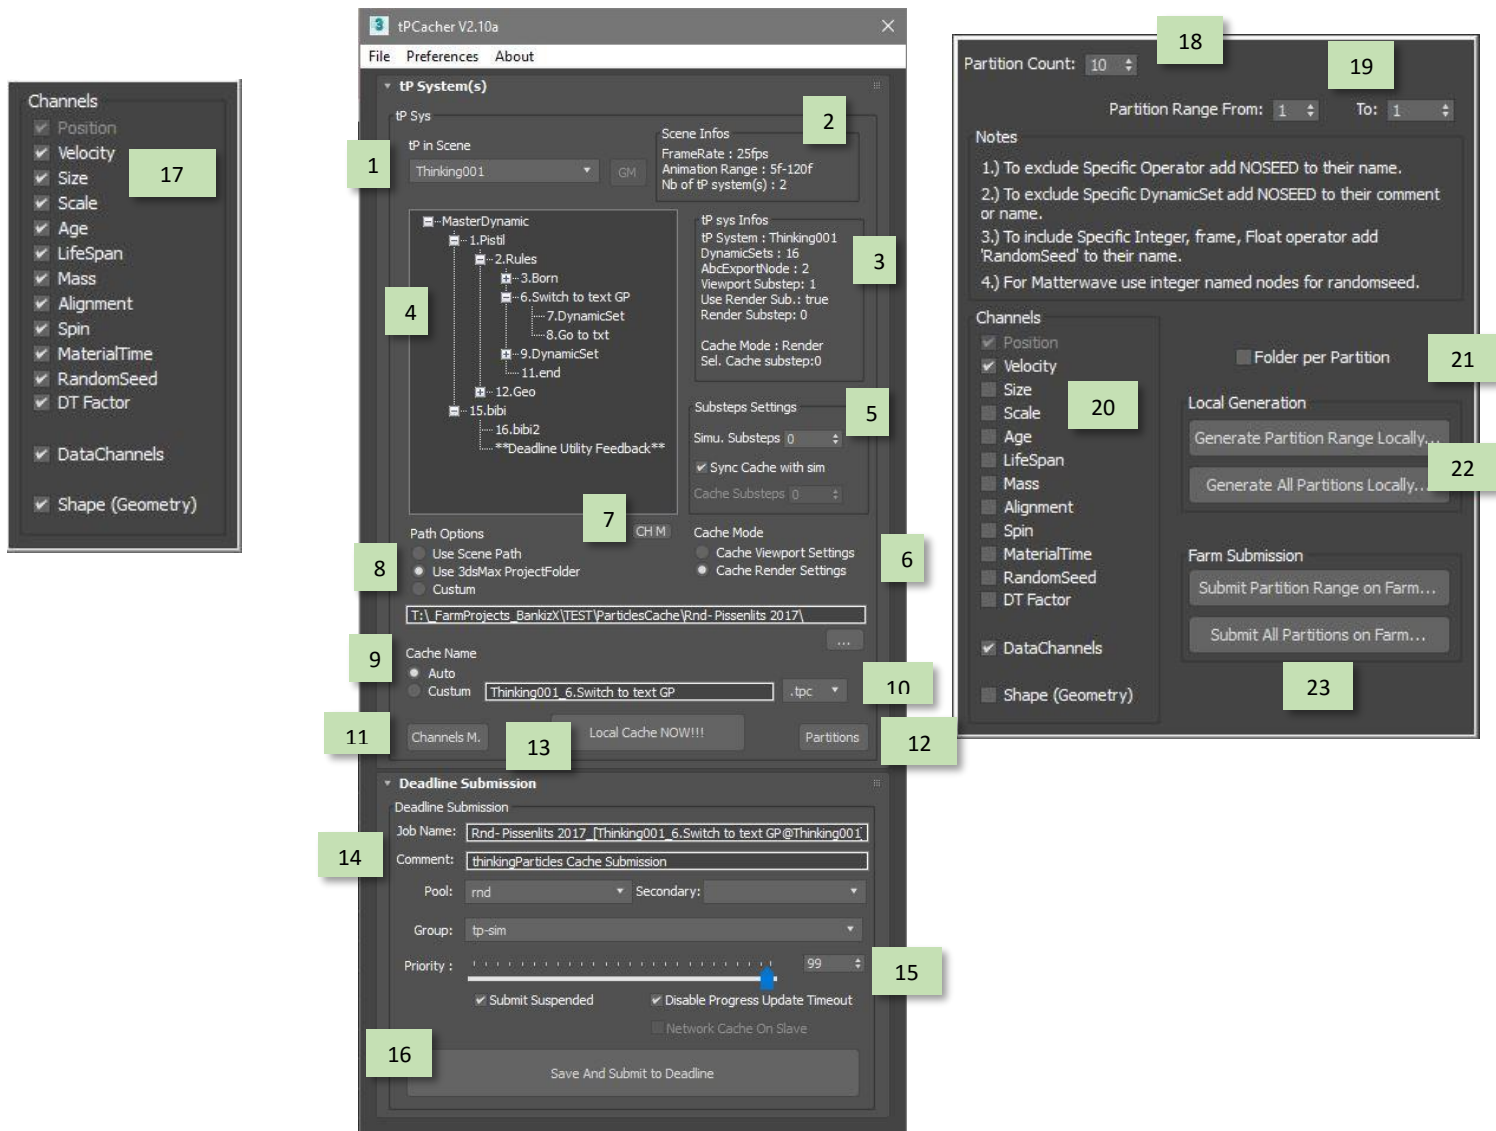 Channels
Position
Velocity
Size
Scale
Age
LifeSpan
Mass
Alignment
Spin
MaterialTime
RandomSeed
DT Factor
DataChannels
Shape (Geometry)
17
3 tPCacher V2.10a
File Preferences About
tP System(s)
tP Sys
1
tP in Scene
Thinking001 GM
2
Scene Infos
FrameRate : 25fps
Animation Range : 5f-120f
Nb of tP system(s) : 2
4
MasterDynamic
1.Pistil
2.Rules
3.Born
6.Switch to text GP
7.DynamicSet
8.Go to txt
9.DynamicSet
11.end
12.Geo
15.bibi
16.bibi2
**Deadline Utility Feedback**
3
tP sys Infos
tP System : Thinking001
DynamicSets : 16
AbcExportNode : 2
Viewport Substep: 1
Use Render Sub.: true
Render Substep: 0
Cache Mode : Render
Sel. Cache substep:0
5
Substeps Settings
Simu. Substeps 0
Sync Cache with sim
Cache Substeps 0
7
CH M
8
Path Options
Use Scene Path
Use 3dsMax ProjectFolder
Custum
6
Cache Mode
Cache Viewport Settings
Cache Render Settings
T:\_FarmProjects_BankizX\TEST\ParticlesCache\Rnd- Pissenlits 2017\
...
9
Cache Name
Auto
Custum Thinking001_6.Switch to text GP .tpc
10
11
Channels M.
13
Local Cache NOW!!!
Partitions
12
Deadline Submission
Deadline Submission
14
Job Name: Rnd- Pissenlits 2017_[Thinking001_6.Switch to text GP@Thinking001]
Comment: thinkingParticles Cache Submission
Pool: rnd Secondary:
Group: tp-sim
Priority : 99
15
Submit Suspended Disable Progress Update Timeout
Network Cache On Slave
16
Save And Submit to Deadline
18
Partition Count: 10
19
Partition Range From: 1 To: 1
Notes
1.) To exclude Specific Operator add NOSEED to their name.
2.) To exclude Specific DynamicSet add NOSEED to their comment
or name.
3.) To include Specific Integer, frame, Float operator add
'RandomSeed' to their name.
4.) For Matterwave use integer named nodes for randomseed.
Channels
Position
Velocity
Size
Scale
Age
LifeSpan
Mass
Alignment
Spin
MaterialTime
RandomSeed
DT Factor
DataChannels
Shape (Geometry)
20
Folder per Partition
21
Local Generation
Generate Partition Range Locally...
Generate All Partitions Locally...
22
Farm Submission
Submit Partition Range on Farm...
Submit All Partitions on Farm...
23